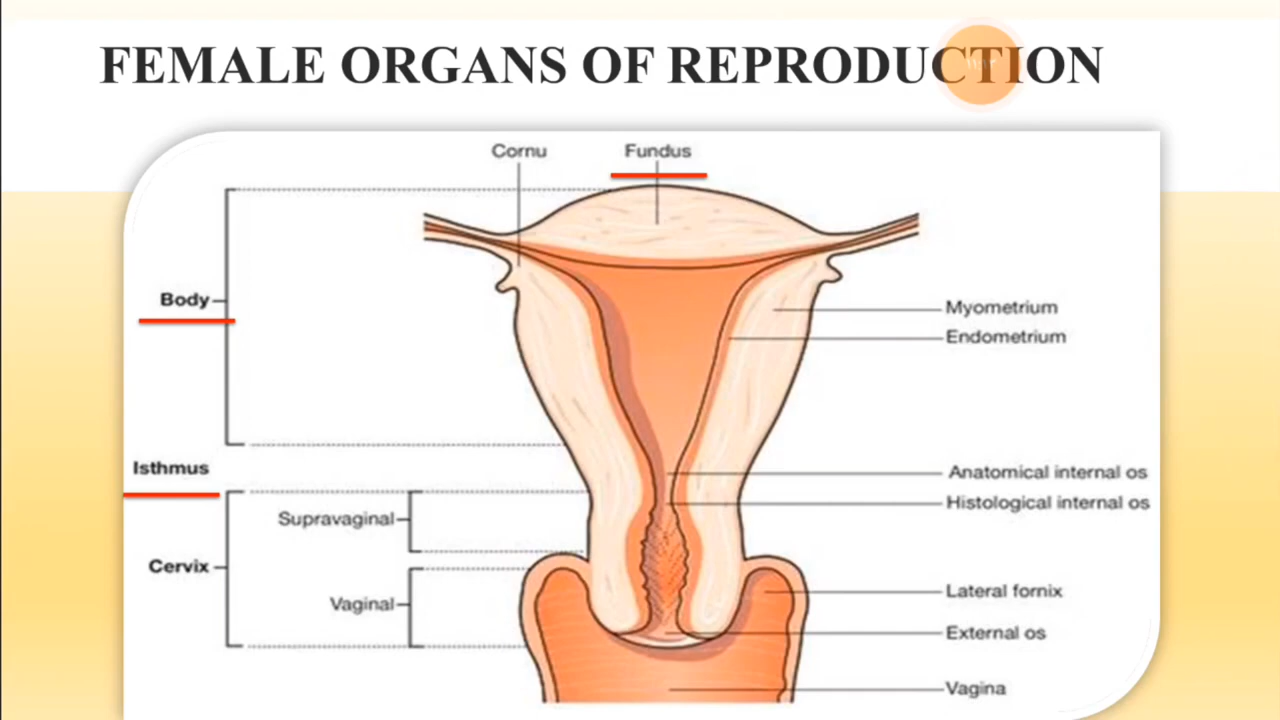 FEMALE ORGANS OF REPRODUCTION
Cornu
Fundus
Body
Myometrium
Endometrium
Isthmus
Anatomical internal os
Histological internal os
Supravaginal
Cervix
Lateral fornix
Vaginal
External os
Vagina